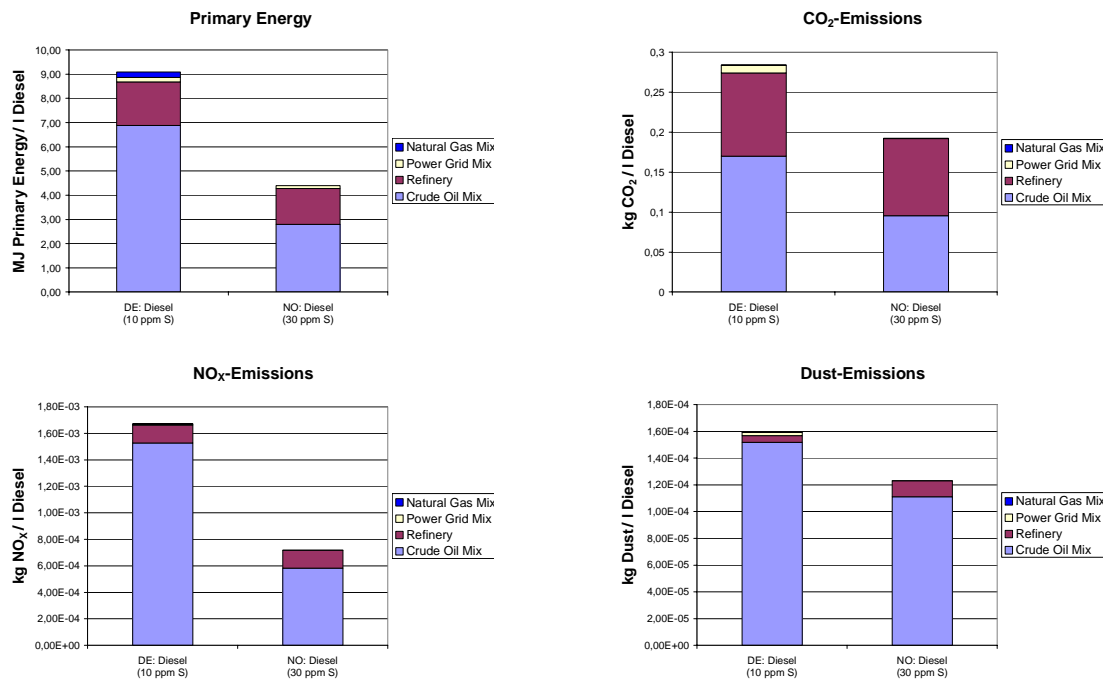 Primary Energy
MJ Primary Energy/ l Diesel
10,00
9,00
8,00
7,00
6,00
5,00
4,00
3,00
2,00
1,00
0,00
DE: Diesel
(10 ppm S)
NO: Diesel
(30 ppm S)
Natural Gas Mix
Power Grid Mix
Refinery
Crude Oil Mix
CO₂-Emissions
kg CO₂ / l Diesel
0,3
0,25
0,2
0,15
0,1
0,05
0
DE: Diesel
(10 ppm S)
NO: Diesel
(30 ppm S)
Natural Gas Mix
Power Grid Mix
Refinery
Crude Oil Mix
NOX-Emissions
kg NOX/ l Diesel
1,80E-03
1,60E-03
1,40E-03
1,20E-03
1,00E-03
8,00E-04
6,00E-04
4,00E-04
2,00E-04
0,00E+00
DE: Diesel
(10 ppm S)
NO: Diesel
(30 ppm S)
Natural Gas Mix
Power Grid Mix
Refinery
Crude Oil Mix
Dust-Emissions
kg Dust/ l Diesel
1,80E-04
1,60E-04
1,40E-04
1,20E-04
1,00E-04
8,00E-05
6,00E-05
4,00E-05
2,00E-05
0,00E+00
DE: Diesel
(10 ppm S)
NO: Diesel
(30 ppm S)
Natural Gas Mix
Power Grid Mix
Refinery
Crude Oil Mix